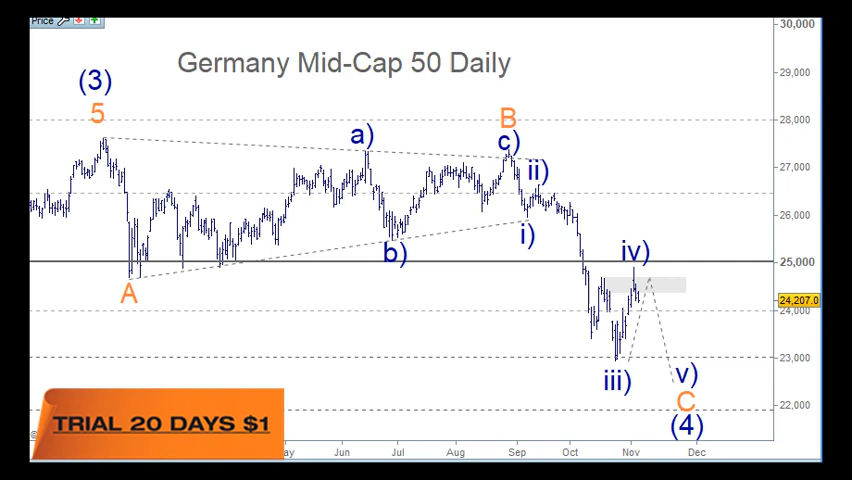 Price
30,000
Germany Mid-Cap 50 Daily
29,000
(3)
5
28,000
B
a)
c)
27,000
ii)
26,000
i)
b)
iv)
25,000
A
24,207.0
24,000
23,000
iii)
v)
C
22,000
(4)
TRIAL 20 DAYS $1
©
ay Jun Jul Aug Sep Oct Nov Dec